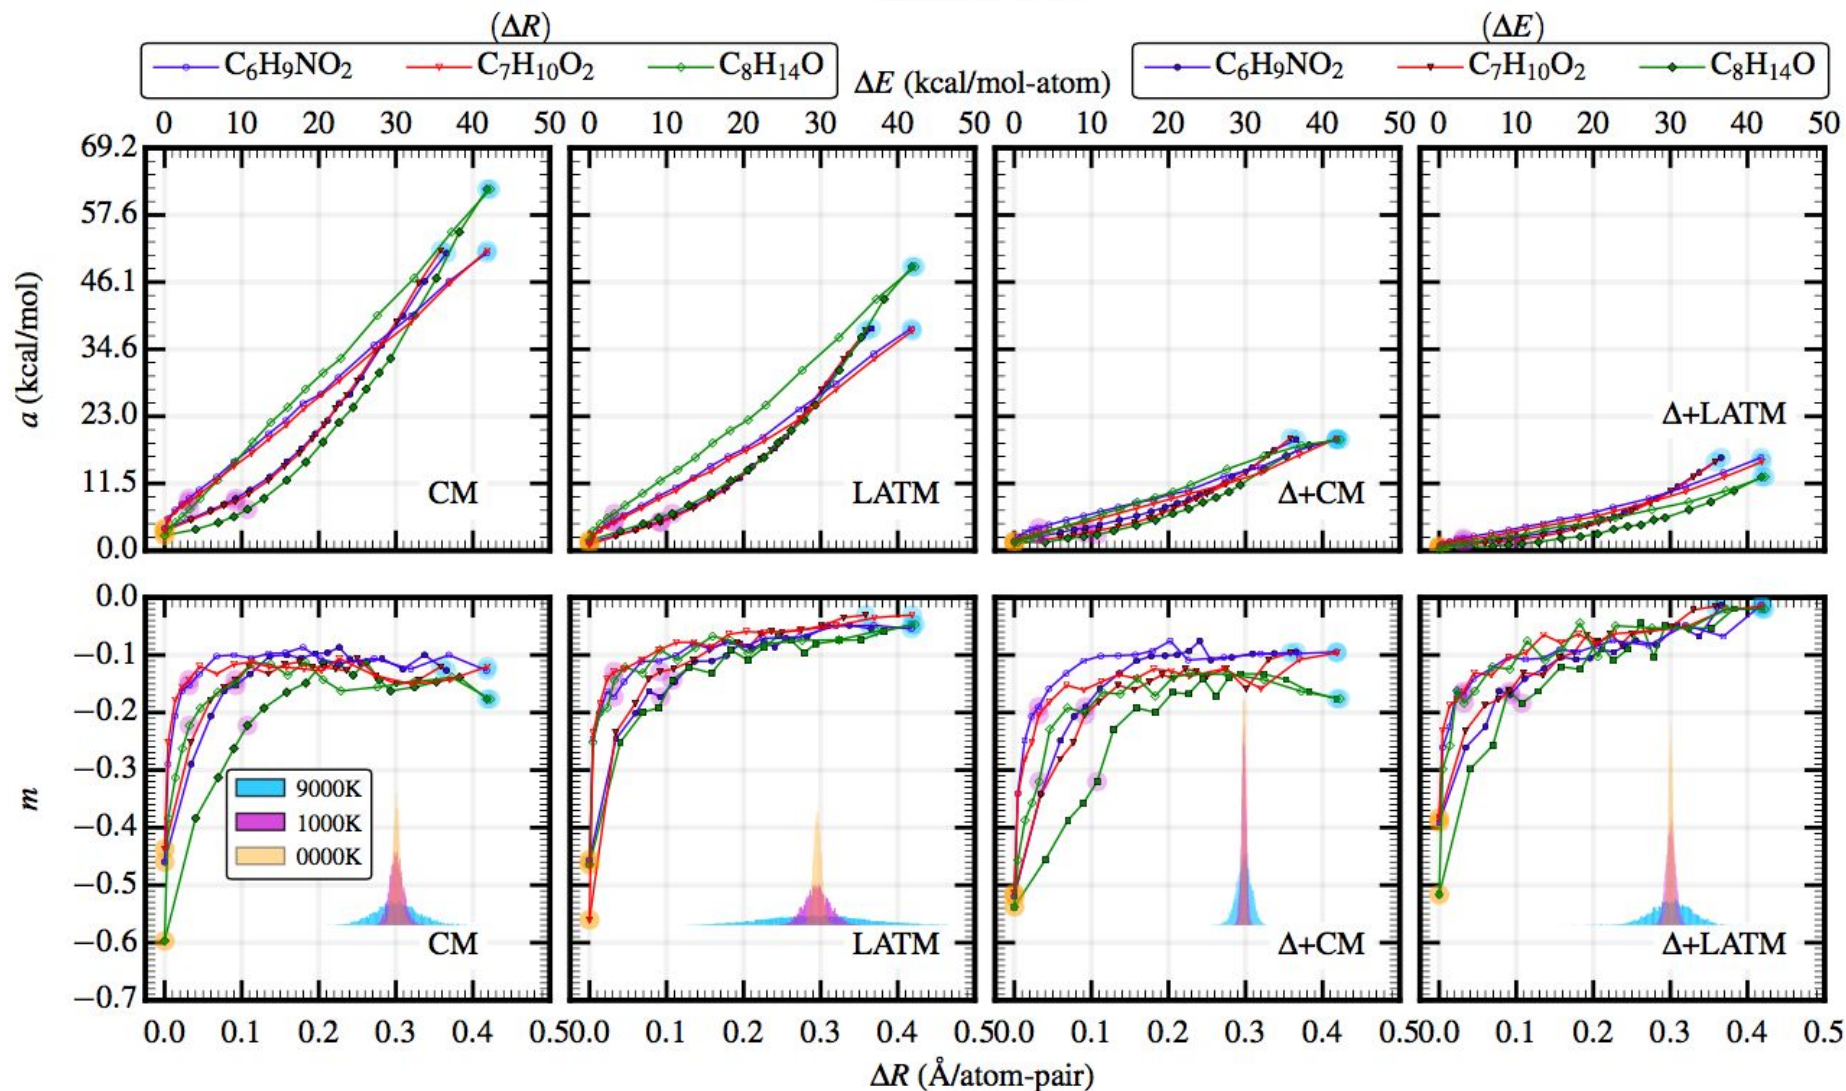 (ΔR) (ΔE)
C₆H₉NO₂ C₇H₁₀O₂ C₈H₁₄O ΔE (kcal/mol-atom) C₆H₉NO₂ C₇H₁₀O₂ C₈H₁₄O
0 10 20 30 40 50 0 10 20 30 40 50 0 10 20 30 40 50 0 10 20 30 40 50
69.2
57.6
46.1
34.6
23.0
11.5
0.0
a (kcal/mol)
CM LATM Δ+CM Δ+LATM
0.0
−0.1
−0.2
−0.3
−0.4
−0.5
−0.6
−0.7
m
9000K
1000K
0000K
CM LATM Δ+CM Δ+LATM
0.0 0.1 0.2 0.3 0.4 0.50.0 0.1 0.2 0.3 0.4 0.50.0 0.1 0.2 0.3 0.4 0.50.0 0.1 0.2 0.3 0.4 0.5
ΔR (Å/atom-pair)